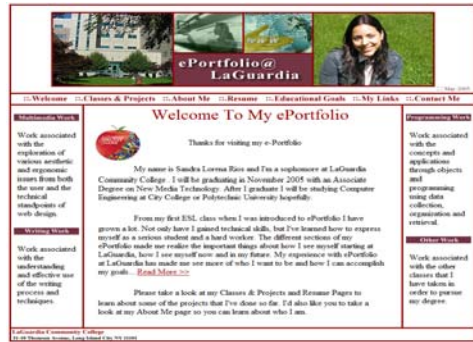 ePortfolio@
LaGuardia
::.Welcome ::.Classes & Projects ::.About Me ::.Resume ::.Educational Goals ::.My Links ::.Contact Me
Multimedia Work
Work associated
with the
exploration of
various aesthetic
and ergonomic
issues from both
the user and the
technical
standpoints of
web design.
Writing Work
Work associated
with the
understanding
and effective use
of the writing
process and
techniques.
Welcome To My ePortfolio
Thanks for visiting my e-Portfolio
My name is Sandra Lorena Rios and I'm a sophomore at LaGuardia
Community College . I will be graduating in November 2005 with an Associate
Degree on New Media Technology. After I graduate I will be studying Computer
Engineering at City College or Polytechnic University hopefully.
From my first ESL class when I was introduced to ePortfolio I have
grown a lot. Not only have I gained technical skills, but I've learned how to express
myself as a serious student and a hard worker. The different sections of my
ePortfolio made me realize the important things about how I see myself starting at
LaGuardia, how I see myself now and in my future. My experience with ePortfolio
at LaGuardia has made me see more of who I want to be and how I can accomplish
my goals... Read More >>
Please take a look at my Classes & Projects and Resume Pages to
learn about some of the projects that I've done so far. I'd also like you to take a
look at my About Me page so you can learn about who I am.
Programming Work
Work associated
with the
concepts and
applications
through objects
and
programming
using data
collection,
organization and
retrieval.
Other Work
Work associated
with the other
classes that I
have taken in
order to pursue
my degree.
LaGuardia Community College
31-10 Thomson Avenue, Long Island City NY 11101